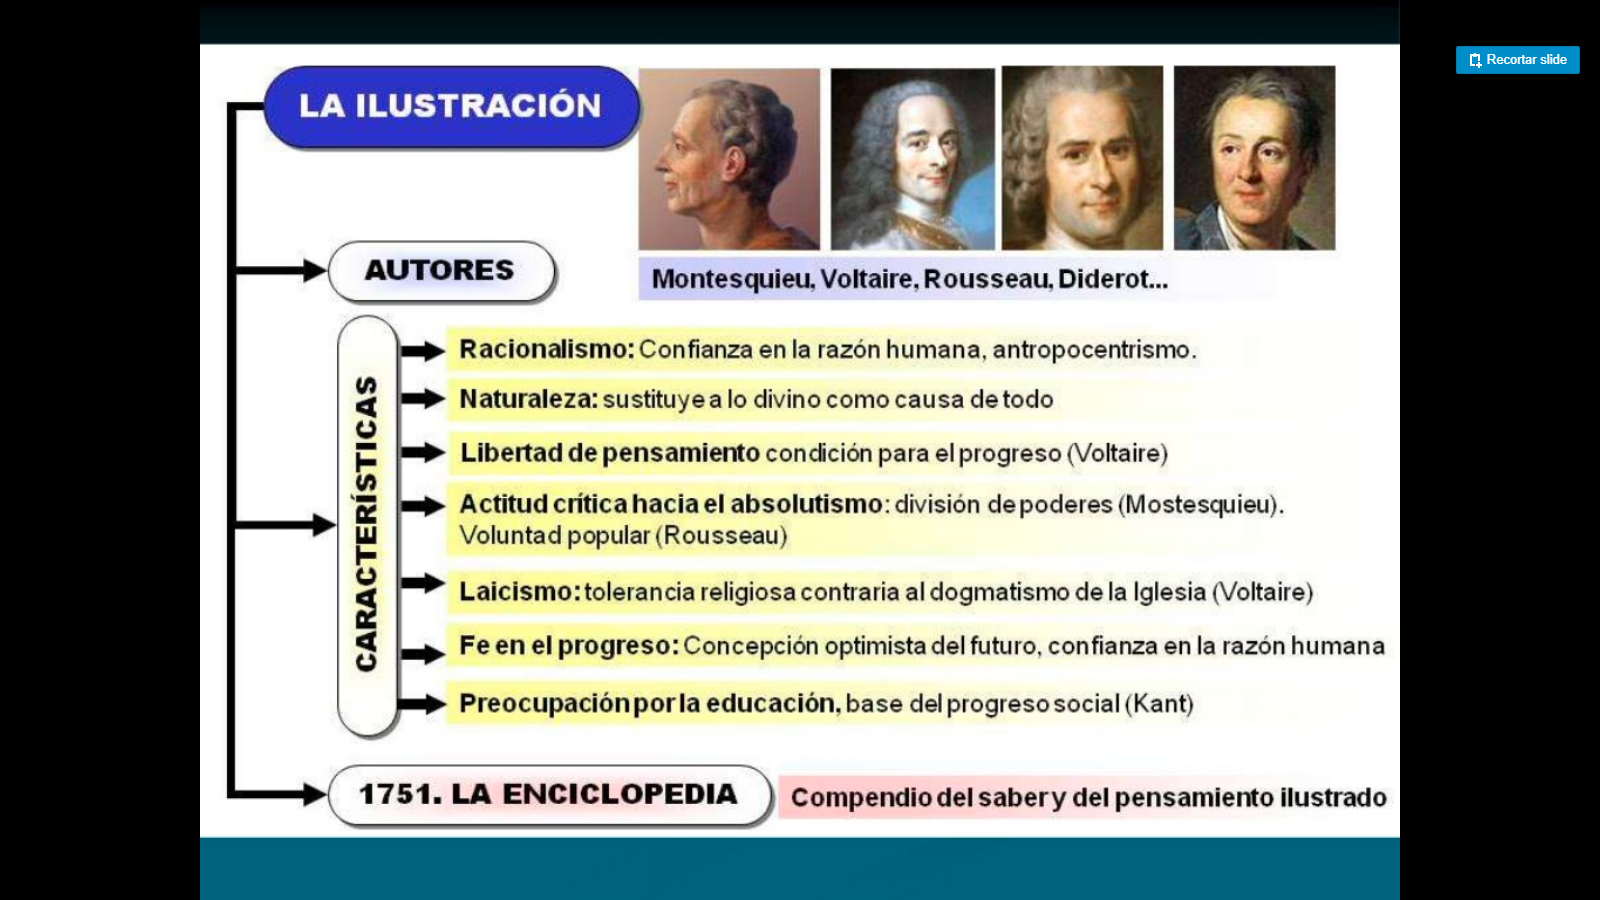 Recortar slide
LA ILUSTRACIÓN
AUTORES
Montesquieu, Voltaire, Rousseau, Diderot...
CARACTERÍSTICAS
Racionalismo: Confianza en la razón humana, antropocentrismo.
Naturaleza: sustituye a lo divino como causa de todo
Libertad de pensamiento condición para el progreso (Voltaire)
Actitud crítica hacia el absolutismo: división de poderes (Mostesquieu).
Voluntad popular (Rousseau)
Laicismo: tolerancia religiosa contraria al dogmatismo de la Iglesia (Voltaire)
Fe en el progreso: Concepción optimista del futuro, confianza en la razón humana
Preocupación por la educación, base del progreso social (Kant)
1751. LA ENCICLOPEDIA
Compendio del saber y del pensamiento ilustrado